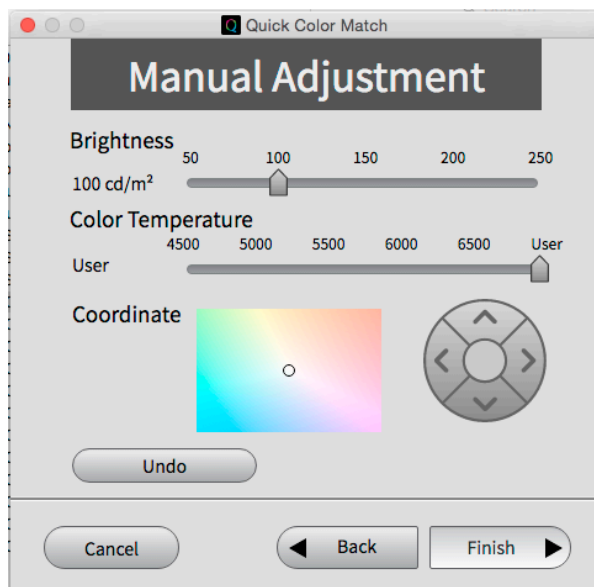 Quick Color Match
Manual Adjustment
Brightness
50 100 150 200 250
100 cd/m²
Color Temperature
4500 5000 5500 6000 6500 User
User
Coordinate
Undo
Cancel
Back
Finish